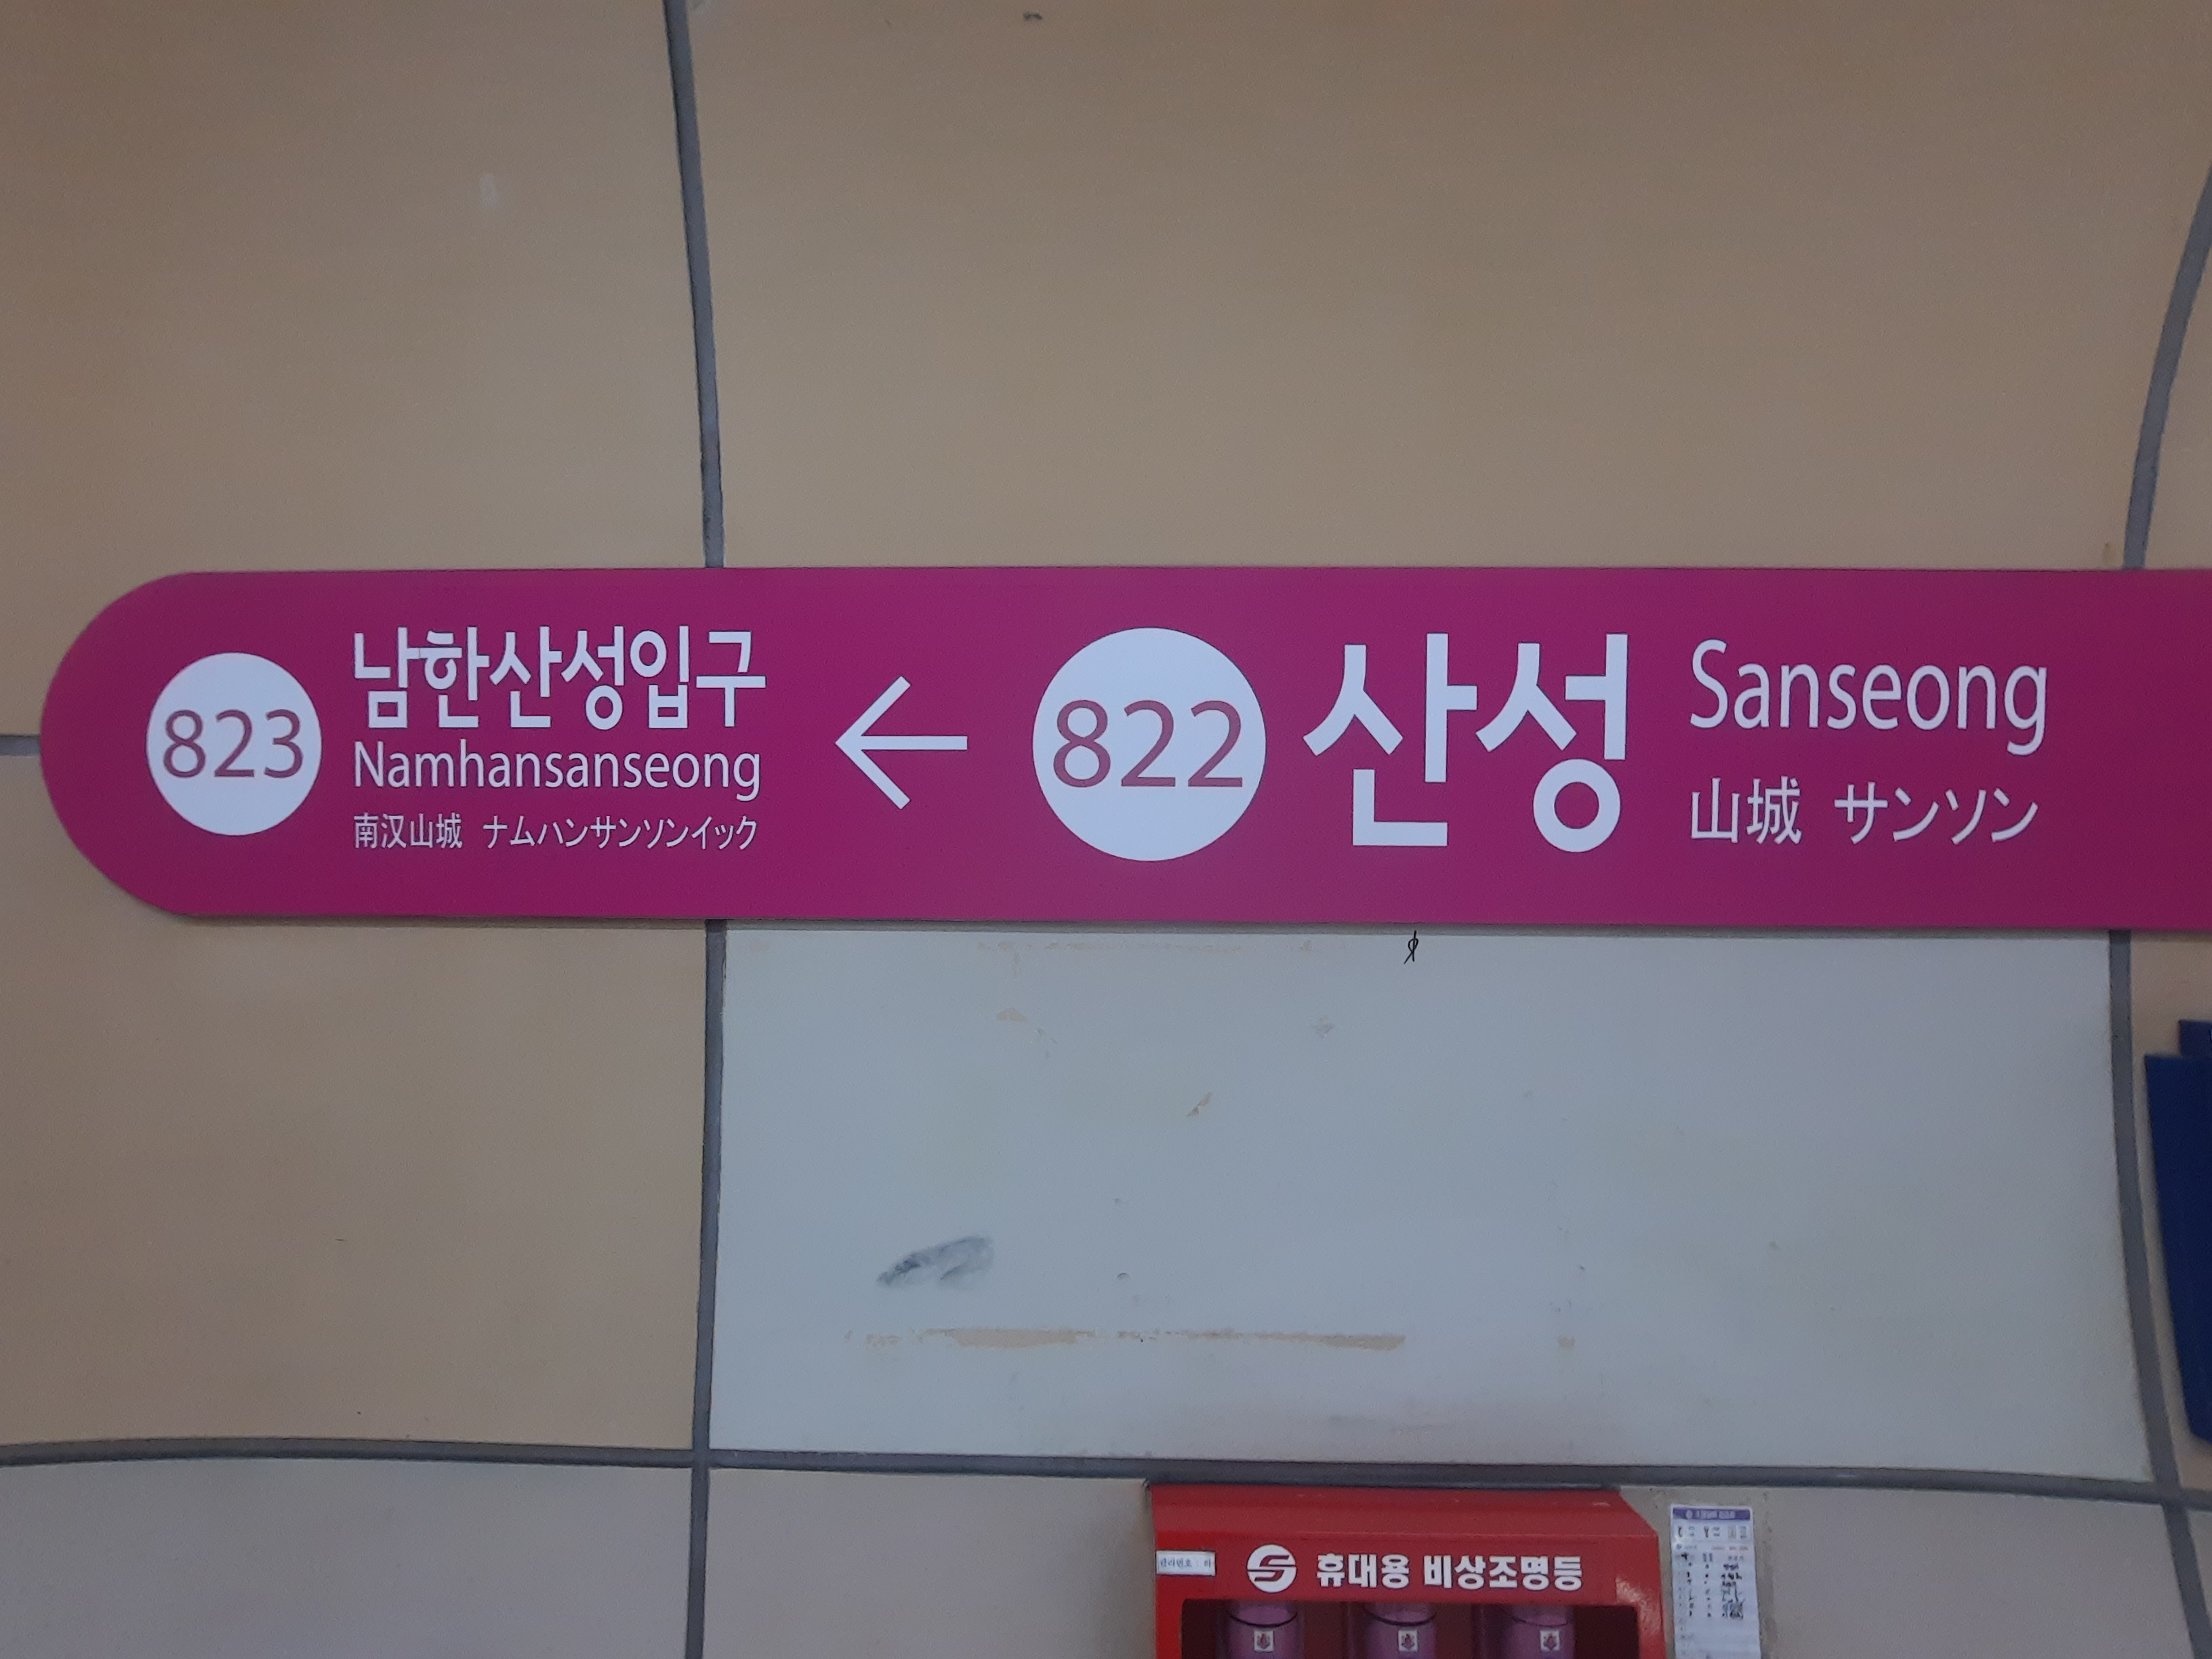 823
남한산성입구
Namhansanseong
南汉山城 ナムハンサンソンイック
822
산성
Sanseong
山城 サンソン
휴대용 비상조명등